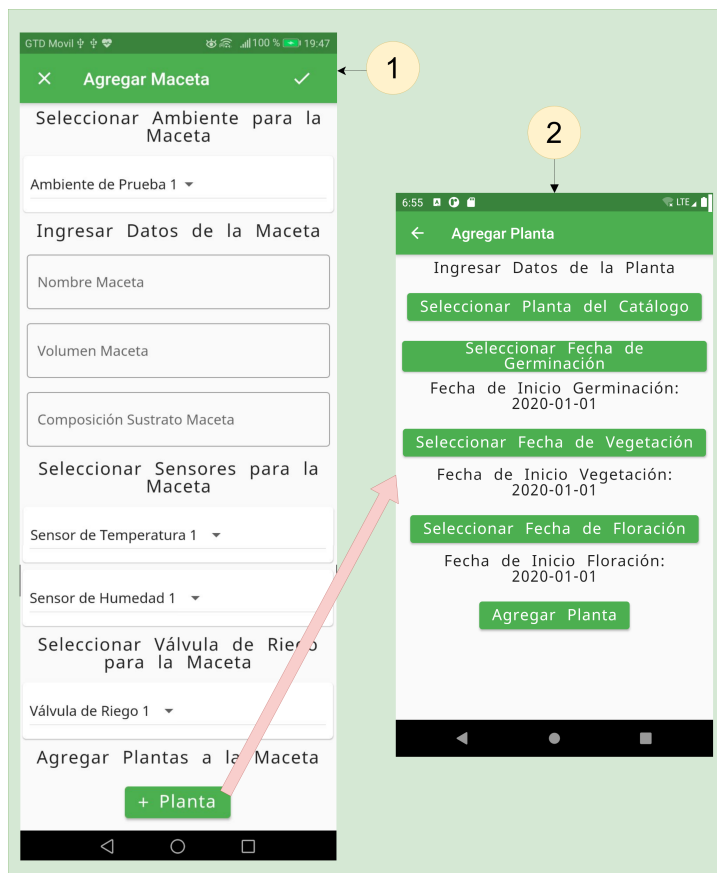 GTD Movil 100 % 19:47
Agregar Maceta
Seleccionar Ambiente para la
Maceta
Ambiente de Prueba 1
Ingresar Datos de la Maceta
Nombre Maceta
Volumen Maceta
Composición Sustrato Maceta
Seleccionar Sensores para la
Maceta
Sensor de Temperatura 1
Sensor de Humedad 1
Seleccionar Válvula de Riego
para la Maceta
Válvula de Riego 1
Agregar Plantas a la Maceta
+ Planta
1
2
6:55 LTE
Agregar Planta
Ingresar Datos de la Planta
Seleccionar Planta del Catálogo
Seleccionar Fecha de
Germinación
Fecha de Inicio Germinación:
2020-01-01
Seleccionar Fecha de Vegetación
Fecha de Inicio Vegetación:
2020-01-01
Seleccionar Fecha de Floración
Fecha de Inicio Floración:
2020-01-01
Agregar Planta